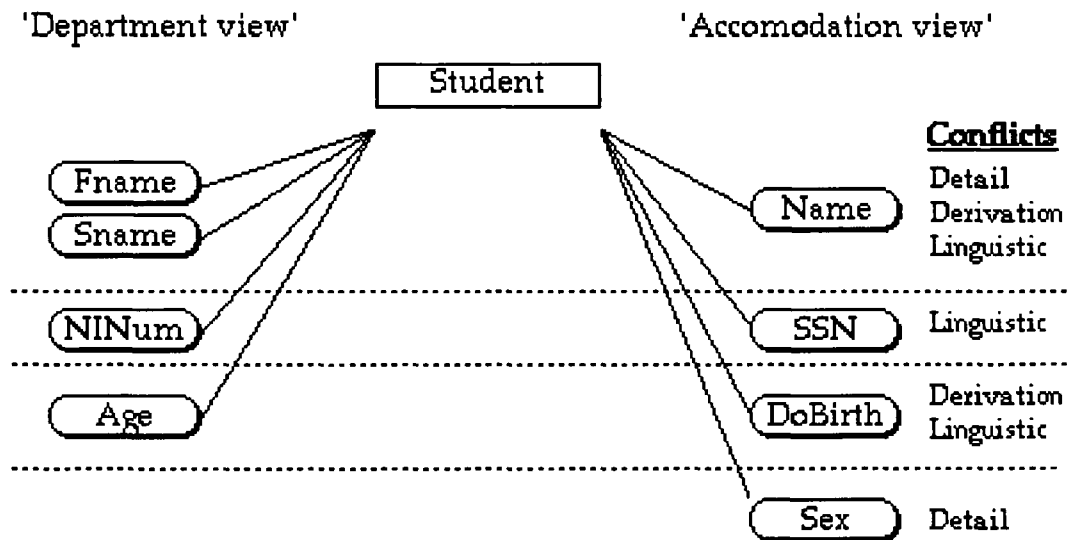 'Department view'
'Accomodation view'
Student
Conflicts
Fname
Sname
Name
Detail
Derivation
Linguistic
NINum
SSN
Linguistic
Age
DoBirth
Derivation
Linguistic
Sex
Detail